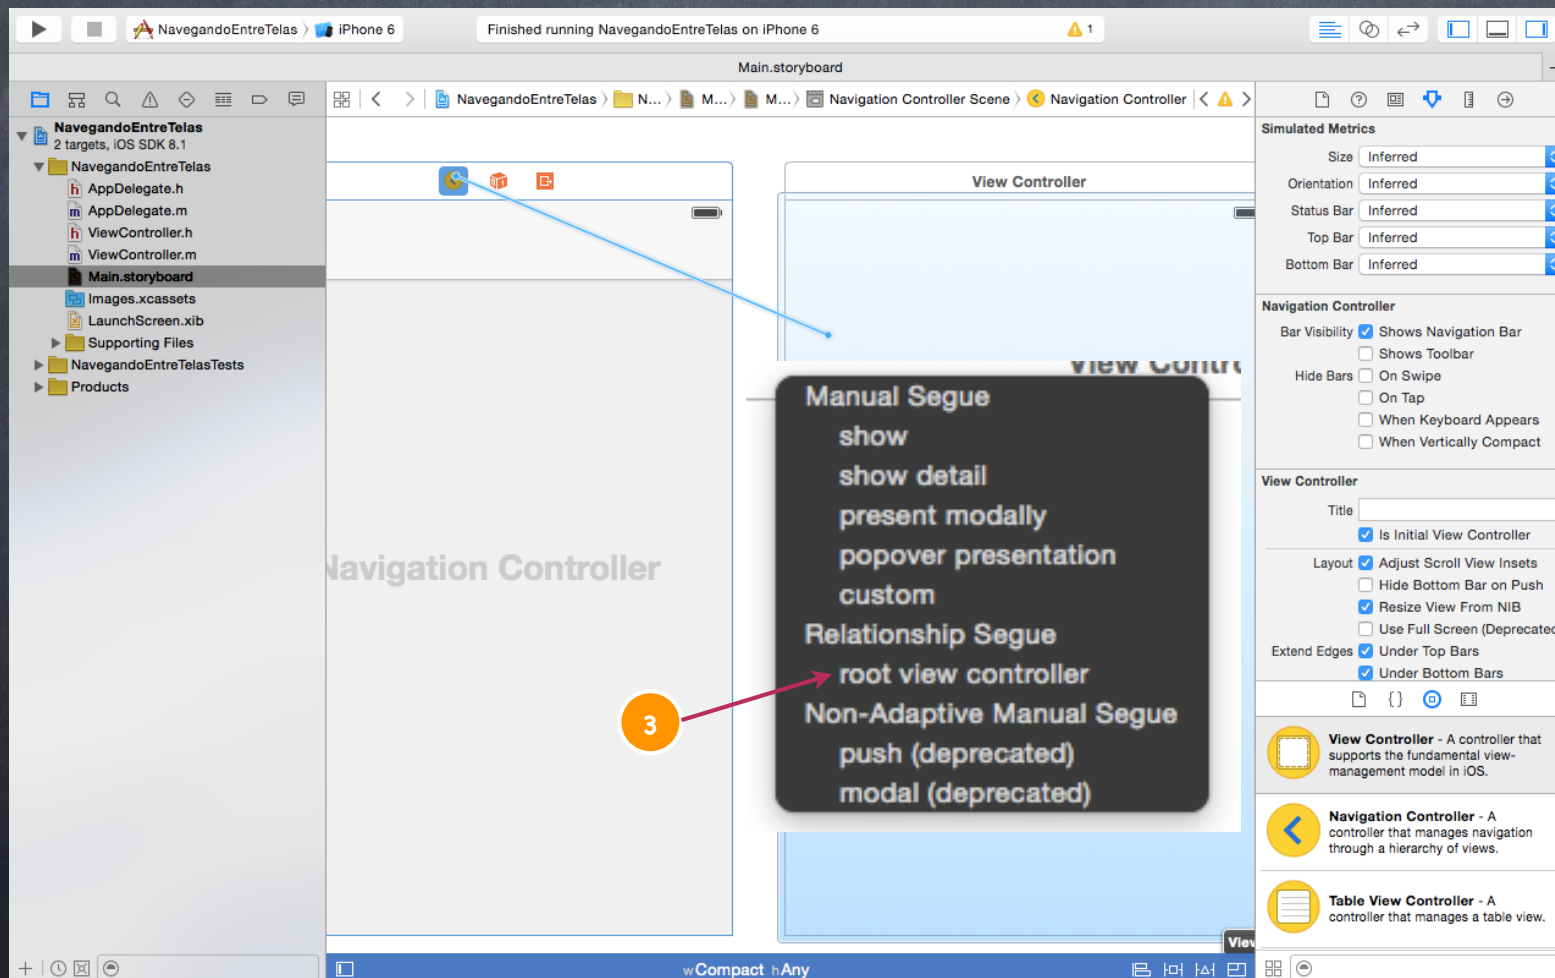 NavegandoEntreTelas
iPhone 6
Finished running NavegandoEntreTelas on iPhone 6
1
Main.storyboard
NavegandoEntreTelas
N...
M...
M...
Navigation Controller Scene
Navigation Controller
NavegandoEntreTelas
2 targets, iOS SDK 8.1
NavegandoEntreTelas
AppDelegate.h
AppDelegate.m
ViewController.h
ViewController.m
Main.storyboard
Images.xcassets
LaunchScreen.xib
Supporting Files
NavegandoEntreTelasTests
Products
View Controller
Navigation Controller
View Contro
Manual Segue
show
show detail
present modally
popover presentation
custom
Relationship Segue
root view controller
Non-Adaptive Manual Segue
push (deprecated)
modal (deprecated)
3
View
wCompact hAny
Simulated Metrics
Size Inferred
Orientation Inferred
Status Bar Inferred
Top Bar Inferred
Bottom Bar Inferred
Navigation Controller
Bar Visibility Shows Navigation Bar
Shows Toolbar
Hide Bars On Swipe
On Tap
When Keyboard Appears
When Vertically Compact
View Controller
Title
Is Initial View Controller
Layout Adjust Scroll View Insets
Hide Bottom Bar on Push
Resize View From NIB
Use Full Screen (Deprecated
Extend Edges Under Top Bars
Under Bottom Bars
View Controller - A controller that
supports the fundamental view-
management model in iOS.
Navigation Controller - A
controller that manages navigation
through a hierarchy of views.
Table View Controller - A
controller that manages a table view.